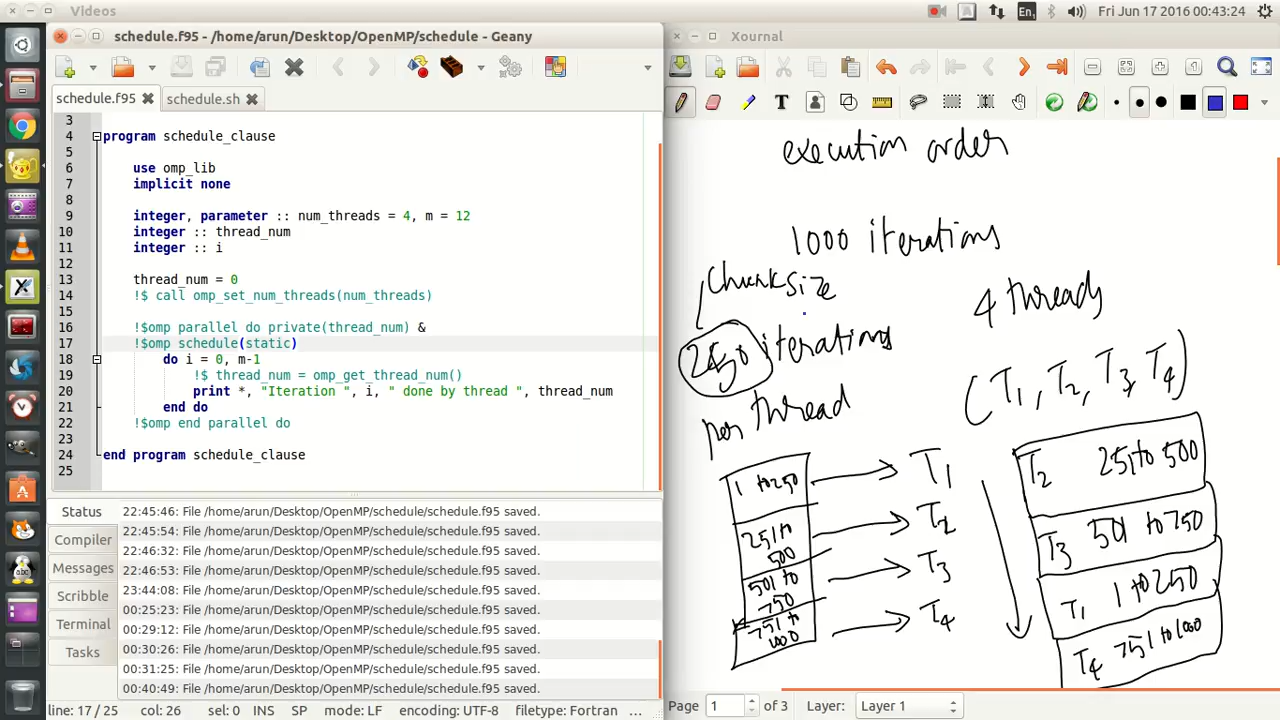 Videos
Fri Jun 17 2016 00:43:24
En1
schedule.f95 - /home/arun/Desktop/OpenMP/schedule - Geany
schedule.f95
schedule.sh
3
4 program schedule_clause
5
6 use omp_lib
7 implicit none
8
9 integer, parameter :: num_threads = 4, m = 12
10 integer :: thread_num
11 integer :: i
12
13 thread_num = 0
14 !$ call omp_set_num_threads(num_threads)
15
16 !$omp parallel do private(thread_num) &
17 !$omp schedule(static)
18 do i = 0, m-1
19 !$ thread_num = omp_get_thread_num()
20 print *, "Iteration ", i, " done by thread ", thread_num
21 end do
22 !$omp end parallel do
23
24 end program schedule_clause
25
Status
Compiler
Messages
Scribble
Terminal
Tasks
22:45:46: File /home/arun/Desktop/OpenMP/schedule/schedule.f95 saved.
22:45:54: File /home/arun/Desktop/OpenMP/schedule/schedule.f95 saved.
22:46:32: File /home/arun/Desktop/OpenMP/schedule/schedule.f95 saved.
22:46:53: File /home/arun/Desktop/OpenMP/schedule/schedule.f95 saved.
23:44:08: File /home/arun/Desktop/OpenMP/schedule/schedule.f95 saved.
00:25:23: File /home/arun/Desktop/OpenMP/schedule/schedule.f95 saved.
00:29:12: File /home/arun/Desktop/OpenMP/schedule/schedule.f95 saved.
00:30:26: File /home/arun/Desktop/OpenMP/schedule/schedule.f95 saved.
00:31:25: File /home/arun/Desktop/OpenMP/schedule/schedule.f95 saved.
00:40:49: File /home/arun/Desktop/OpenMP/schedule/schedule.f95 saved.
line: 17 / 25 col: 26 sel: 0 INS SP mode: LF encoding: UTF-8 filetype: Fortran ...
Xournal
execution order
1000 iterations
Chunk size
4 threads
250 iterations
per thread
(T1, T2, T3, T4)
1 to 250 T1
251 to 500 T2
501 to 750 T3
751 to 1000 T4
T2 251 to 500
T3 501 to 750
T1 1 to 250
T4 751 to 1000
Page 1 of 3 Layer: Layer 1